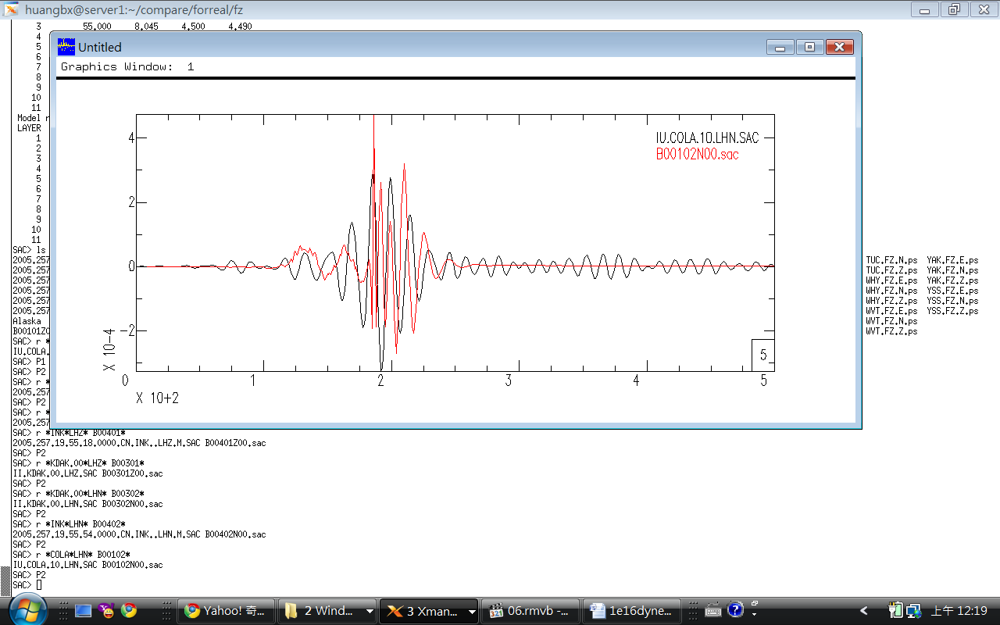 huangbx@server1:~/compare/forreal/fz
3 55.000 8.045 4.500 4.490
4
5
6
7
8
9
10
11
Model r
LAYER
1
2
3
4
5
6
7
8
9
10
11
SAC> ls
2005.257
2005.257
2005.257
2005.257
2005.257
2005.257
Alaska
B00101Z0
SAC> r *
IU.COLA.
SAC> P1
SAC> P2
SAC> r *
2005.257
SAC> P2
SAC> r *
2005.257
SAC> r *INK*LHZ* B00401*
2005.257.19.55.18.0000.CN.INK..LHZ.M.SAC B00401Z00.sac
SAC> P2
SAC> r *KDAK.00*LHZ* B00301*
II.KDAK.00.LHZ.SAC B00301Z00.sac
SAC> P2
SAC> r *KDAK.00*LHN* B00302*
II.KDAK.00.LHN.SAC B00302N00.sac
SAC> P2
SAC> r *INK*LHN* B00402*
2005.257.19.55.54.0000.CN.INK..LHN.M.SAC B00402N00.sac
SAC> P2
SAC> r *COLA*LHN* B00102*
IU.COLA.10.LHN.SAC B00102N00.sac
SAC> P2
SAC>
TUC.FZ.N.ps YAK.FZ.E.ps
TUC.FZ.Z.ps YAK.FZ.N.ps
WHY.FZ.E.ps YAK.FZ.Z.ps
WHY.FZ.N.ps YSS.FZ.E.ps
WHY.FZ.Z.ps YSS.FZ.N.ps
WVT.FZ.E.ps YSS.FZ.Z.ps
WVT.FZ.N.ps
WVT.FZ.Z.ps
Untitled
Graphics Window: 1
IU.COLA.10.LHN.SAC
B00102N00.sac
4
2
0
-2
X 10-4
5
0 1 2 3 4 5
X 10+2
Yahoo! 奇...
2 Wind...
3 Xman...
06.rmvb -...
1e16dyne...
上午 12:19